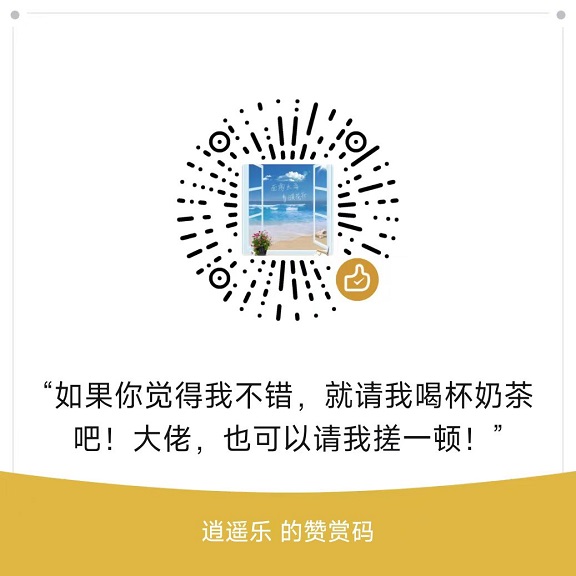 “如果你觉得我不错，就请我喝杯奶茶
吧！大佬，也可以请我搓一顿！”
逍遥乐 的赞赏码